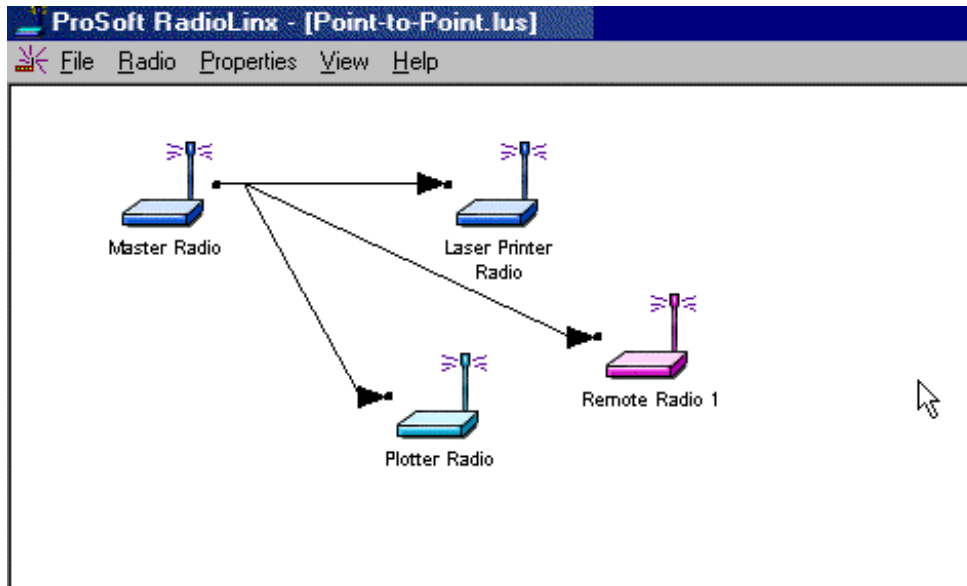 ProSoft RadioLinx - [Point-to-Point.lus]
File Radio Properties View Help
Master Radio
Laser Printer
Radio
Remote Radio 1
Plotter Radio